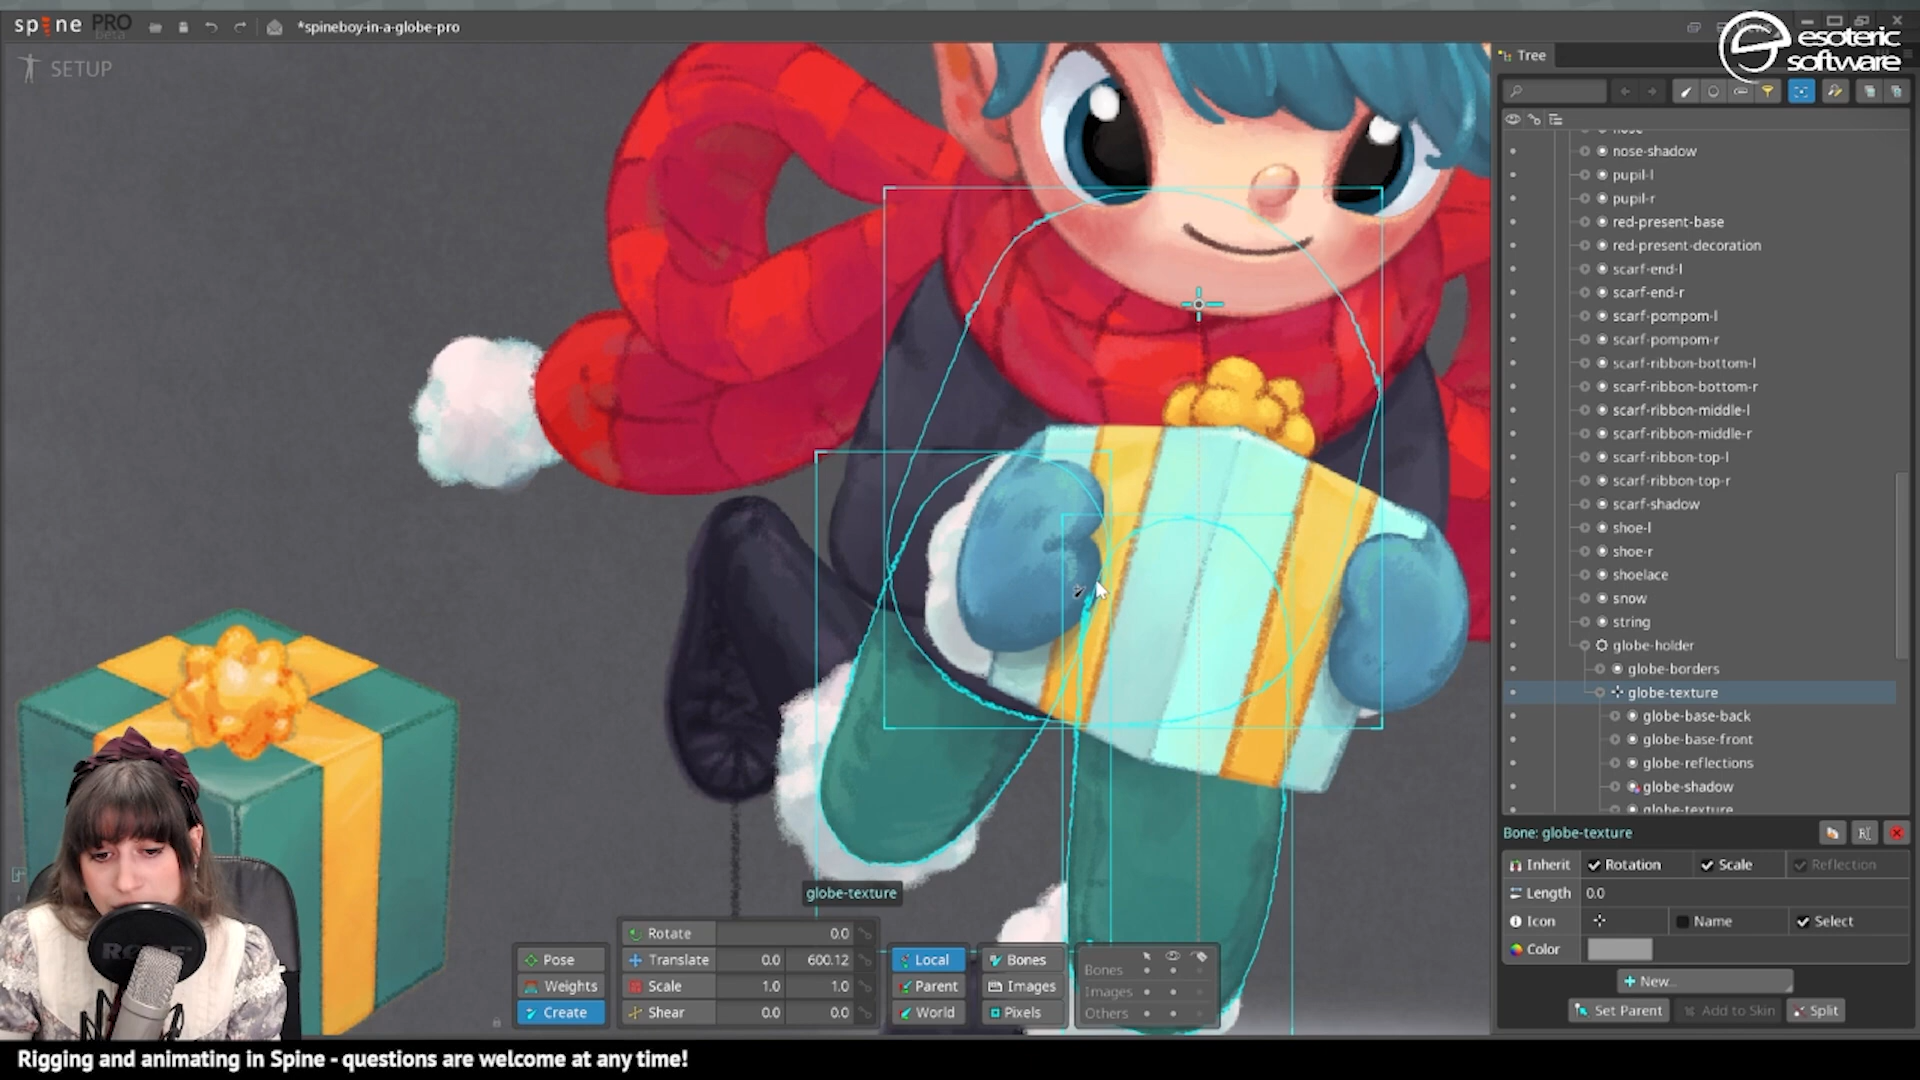 spine PRO
beta
*spineboy-in-a-globe-pro
esoteric
software
SETUP
Tree
nose
nose-shadow
pupil-l
pupil-r
red-present-base
red-present-decoration
scarf-end-l
scarf-end-r
scarf-pompom-l
scarf-pompom-r
scarf-ribbon-bottom-l
scarf-ribbon-bottom-r
scarf-ribbon-middle-l
scarf-ribbon-middle-r
scarf-ribbon-top-l
scarf-ribbon-top-r
scarf-shadow
shoe-l
shoe-r
shoelace
snow
string
globe-holder
globe-borders
globe-texture
globe-base-back
globe-base-front
globe-reflections
globe-shadow
globe-texture
Bone: globe-texture
Inherit Rotation Scale Reflection
Length 0.0
Icon Name Select
Color
New...
Set Parent Add to Skin Split
globe-texture
Pose
Weights
Create
Rotate 0.0
Translate 0.0 600.12
Scale 1.0 1.0
Shear 0.0 0.0
Local
Parent
World
Bones
Images
Pixels
Bones
Images
Others
RODE
Rigging and animating in Spine - questions are welcome at any time!